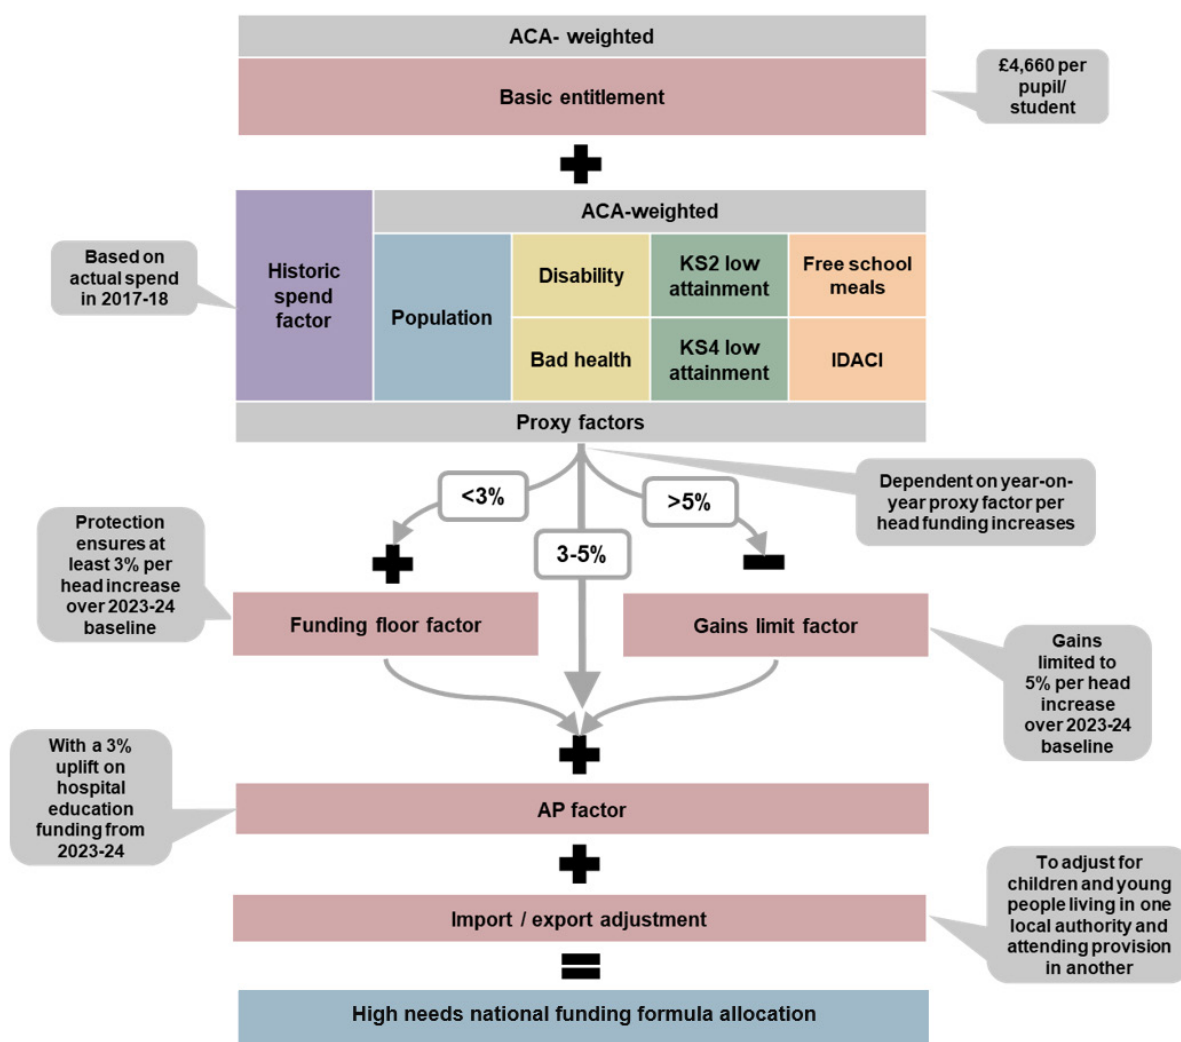 ACA- weighted
Basic entitlement
£4,660 per
pupil/
student
Based on
actual spend
in 2017-18
Historic
spend
factor
ACA-weighted
Population
Disability
KS2 low
attainment
Free school
meals
Bad health
KS4 low
attainment
IDACI
Proxy factors
<3%
3-5%
>5%
Dependent on year-on-
year proxy factor per
head funding increases
Protection
ensures at
least 3% per
head increase
over 2023-24
baseline
Funding floor factor
Gains limit factor
Gains
limited to
5% per head
increase
over 2023-24
baseline
With a 3%
uplift on
hospital
education
funding from
2023-24
AP factor
Import / export adjustment
To adjust for
children and young
people living in one
local authority and
attending provision
in another
High needs national funding formula allocation